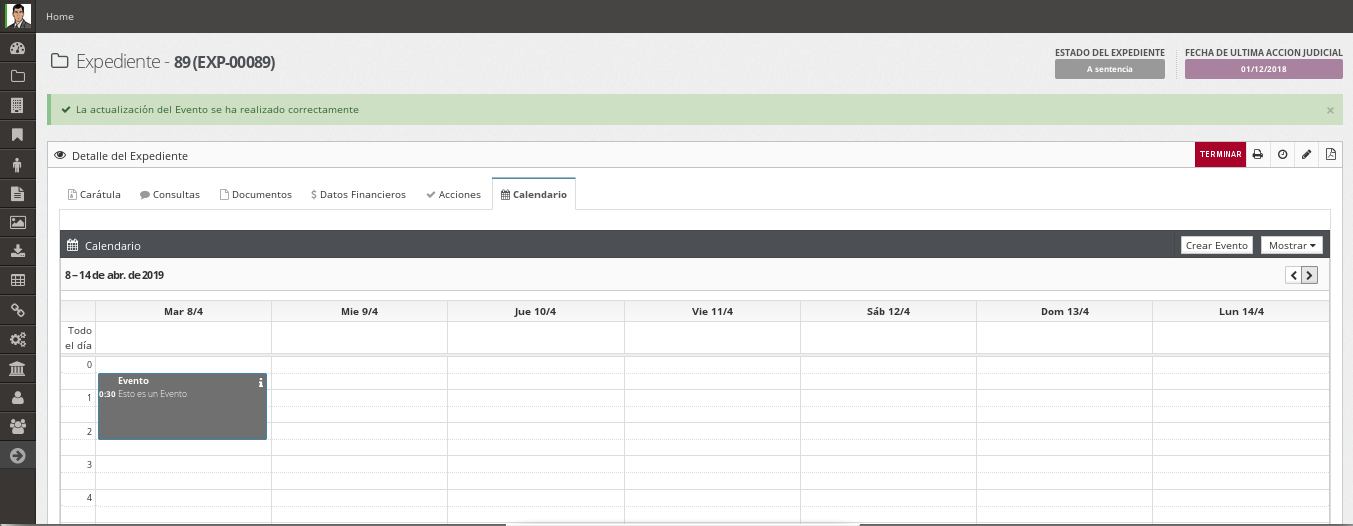 Home
Expediente - 89 (EXP-00089)
ESTADO DEL EXPEDIENTE
A sentencia
FECHA DE ULTIMA ACCION JUDICIAL
01/12/2018
La actualización del Evento se ha realizado correctamente
×
Detalle del Expediente
TERMINAR
Carátula Consultas Documentos $ Datos Financieros Acciones Calendario
Calendario
Crear Evento Mostrar
8 – 14 de abr. de 2019
Mar 8/4 Mie 9/4 Jue 10/4 Vie 11/4 Sáb 12/4 Dom 13/4 Lun 14/4
Todo
el día
0
Evento
0:30 Esto es un Evento
1
2
3
4